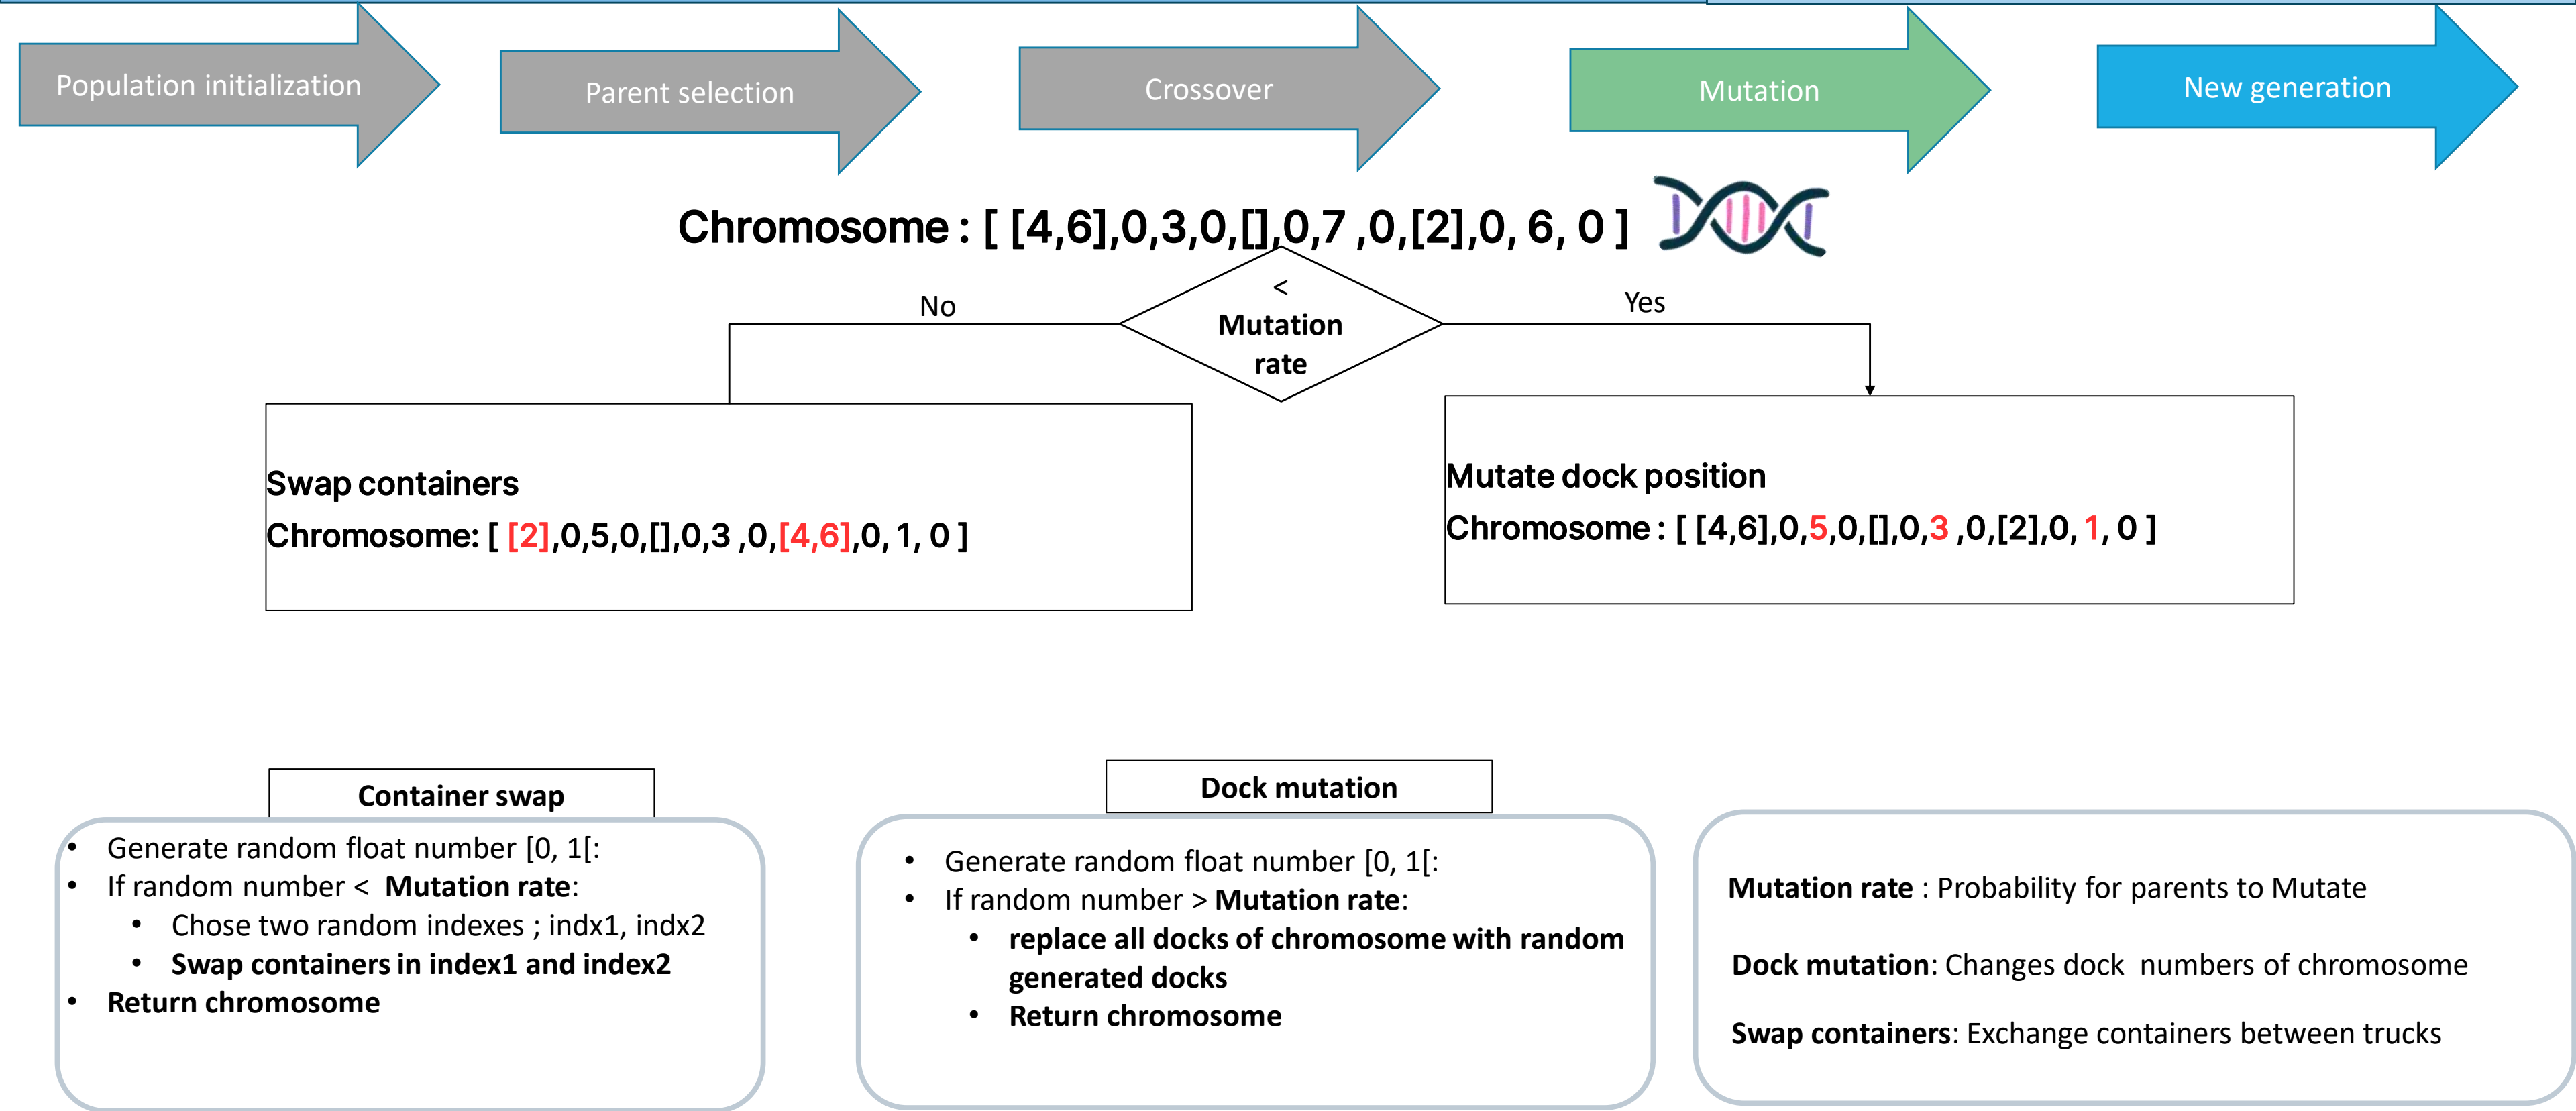 Population initialization
Parent selection
Crossover
Mutation
New generation
Chromosome : [ [4,6],0,3,0,[],0,7 ,0,[2],0, 6, 0 ]
<
Mutation
rate
No
Yes
Swap containers
Chromosome: [ [2],0,5,0,[],0,3 ,0,[4,6],0, 1, 0 ]
Mutate dock position
Chromosome : [ [4,6],0,5,0,[],0,3 ,0,[2],0, 1, 0 ]
Container swap
• Generate random float number [0, 1[:
• If random number < Mutation rate:
• Chose two random indexes ; indx1, indx2
• Swap containers in index1 and index2
• Return chromosome
Dock mutation
• Generate random float number [0, 1[:
• If random number > Mutation rate:
• replace all docks of chromosome with random
generated docks
• Return chromosome
Mutation rate : Probability for parents to Mutate
Dock mutation: Changes dock numbers of chromosome
Swap containers: Exchange containers between trucks